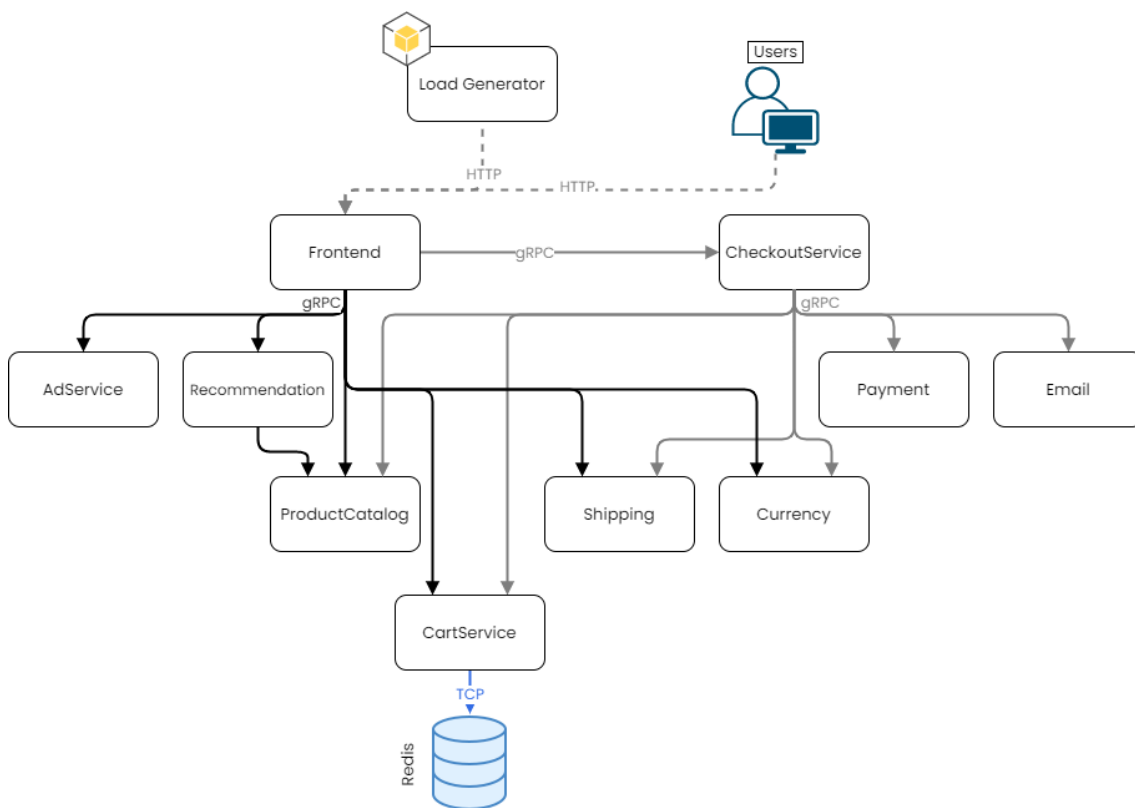 Users
Load Generator
HTTP
HTTP
Frontend
gRPC
CheckoutService
gRPC
gRPC
AdService
Recommendation
Payment
Email
ProductCatalog
Shipping
Currency
CartService
TCP
Redis